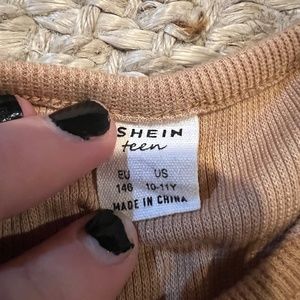 SHEIN
teen
EU US
146 10-11Y
MADE IN CHINA